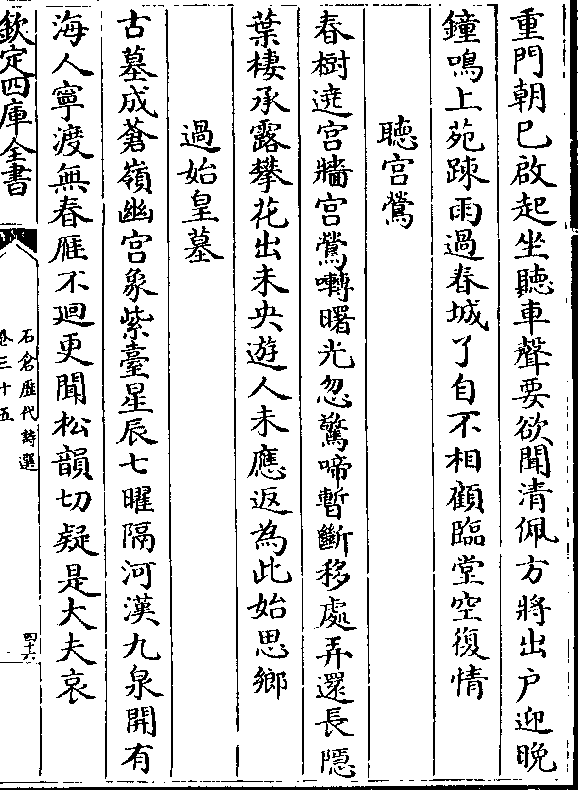 重門朝已啟起坐聽車聲要欲聞清佩方將出户迎晚
鐘鳴上苑踈雨過春城了自不相顧臨堂空復情
聽宫鶯
春樹遶宫牆宫鶯囀曙光忽驚啼暫斷移處弄還長隱
葉棲承露攀花出未央遊人未應返為此始思鄉
過始皇墓
古墓成蒼嶺幽宫象紫臺星辰七曜隔河漢九泉開有
海人寧渡無春雁不迴更聞松韻切疑是大夫哀
欽定四庫全書
石倉歷代詩選
卷三十五
四十六